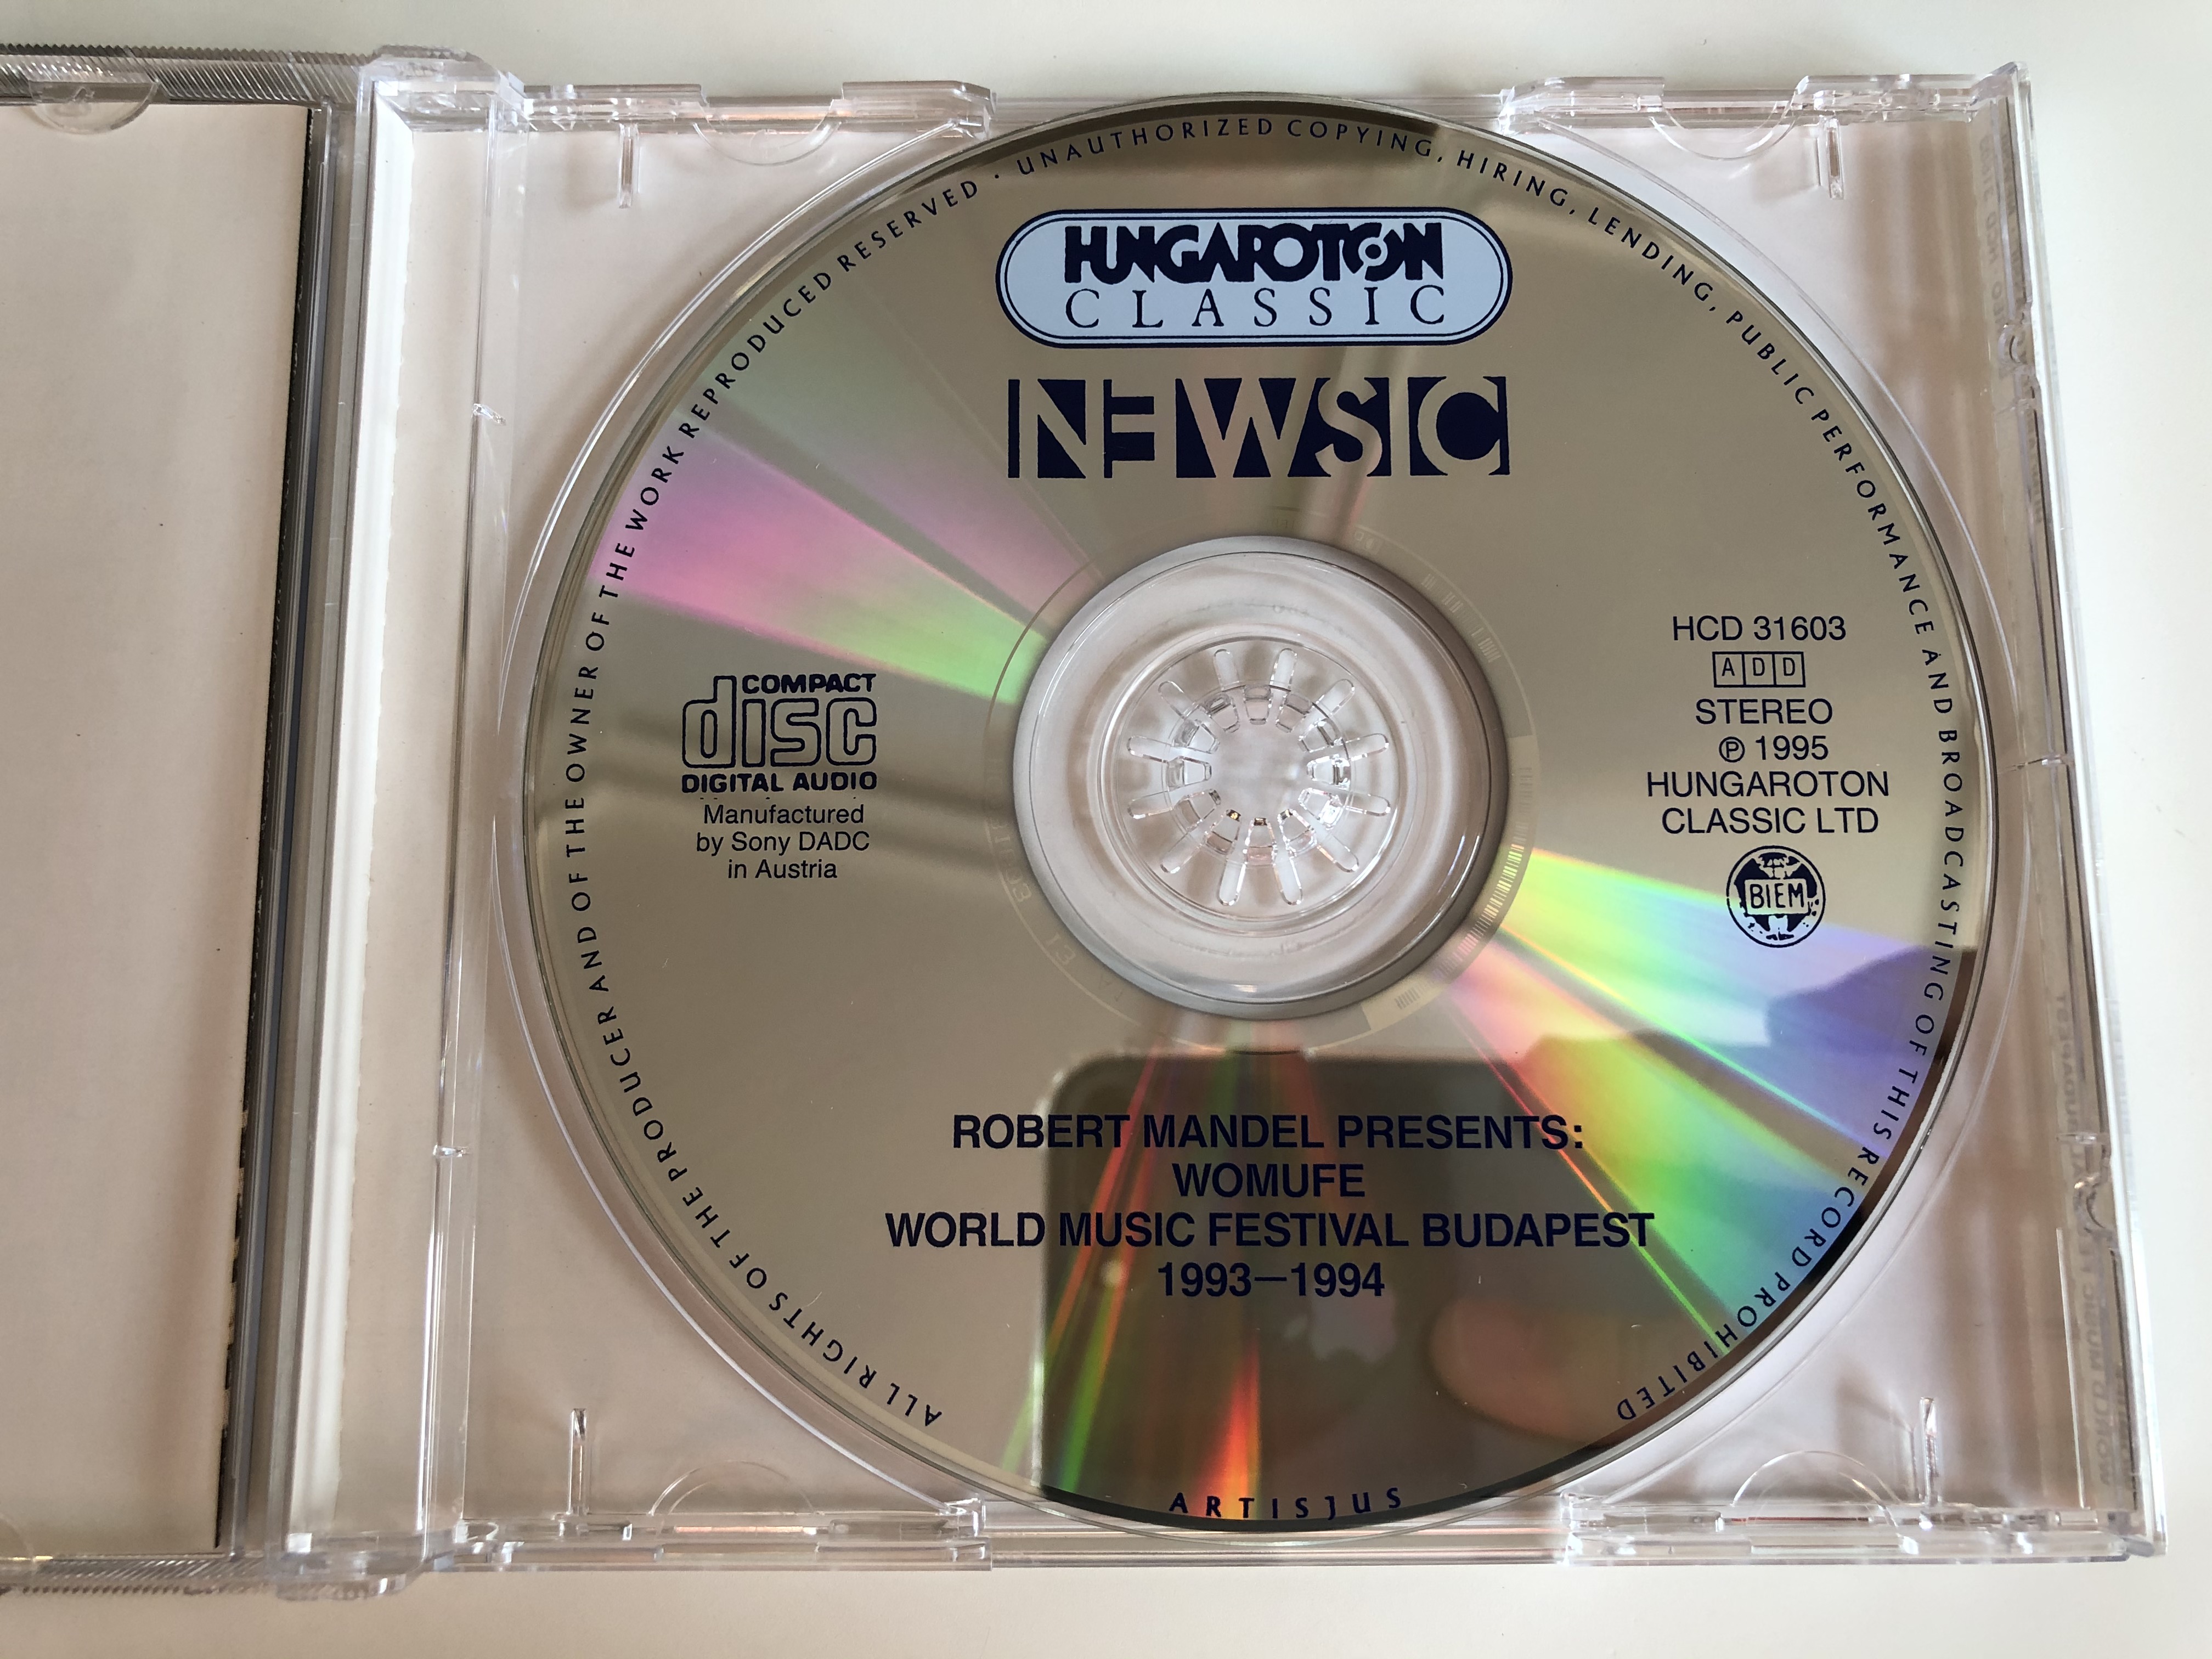 HUNGAROTON
CLASSIC
NEWSIC
HCD 31603
ADD
STEREO
℗ 1995
HUNGAROTON
CLASSIC LTD
BIEM
COMPACT
disc
DIGITAL AUDIO
Manufactured
by Sony DADC
in Austria
ROBERT MANDEL PRESENTS:
WOMUFE
WORLD MUSIC FESTIVAL BUDAPEST
1993—1994
ALL RIGHTS OF THE PRODUCER AND OF THE OWNER OF THE WORK REPRODUCED RESERVED · UNAUTHORIZED COPYING, HIRING, LENDING, PUBLIC PERFORMANCE AND BROADCASTING OF THIS RECORD PROHIBITED
ARTISJUS